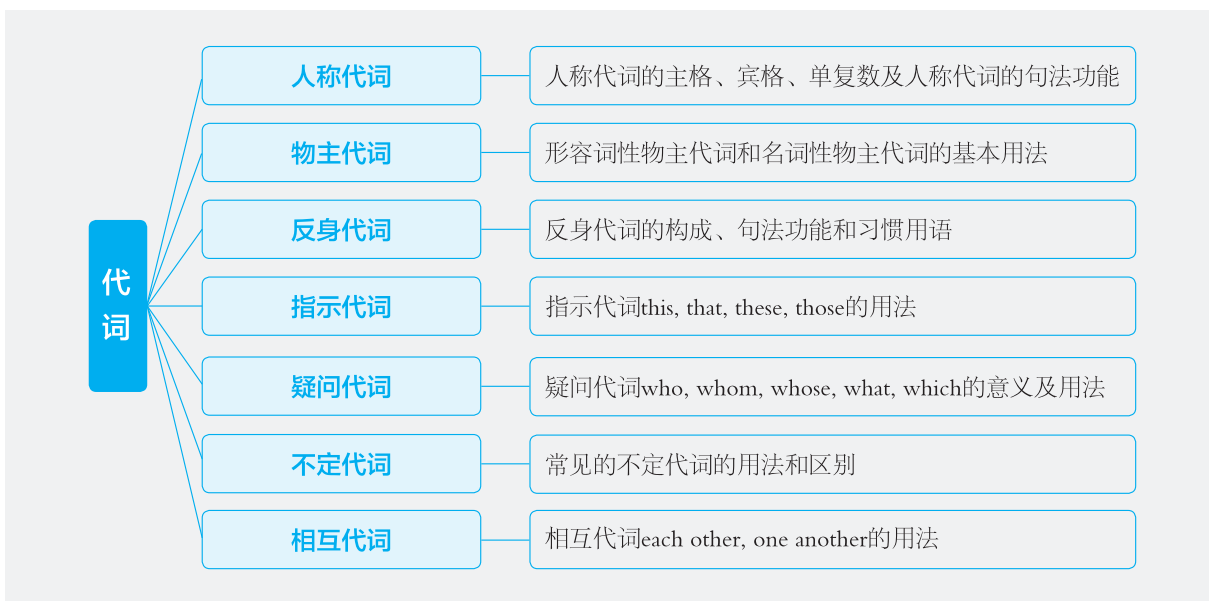 代词
人称代词
人称代词的主格、宾格、单复数及人称代词的句法功能
物主代词
形容词性物主代词和名词性物主代词的基本用法
反身代词
反身代词的构成、句法功能和习惯用语
指示代词
指示代词this, that, these, those的用法
疑问代词
疑问代词who, whom, whose, what, which的意义及用法
不定代词
常见的不定代词的用法和区别
相互代词
相互代词each other, one another的用法